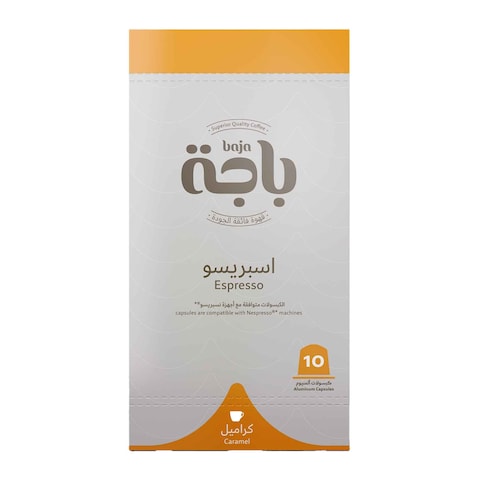 • Superior Quality Coffee •
baja
باجة
• قهوة فائقة الجودة •
اسبريسو
Espresso
الكبسولات متوافقة مع أجهزة نسبريسو®*
capsules are compatible with Nespresso®* machines
10
كبسولات ألمنيوم
Aluminum Capsules
كراميل
Caramel